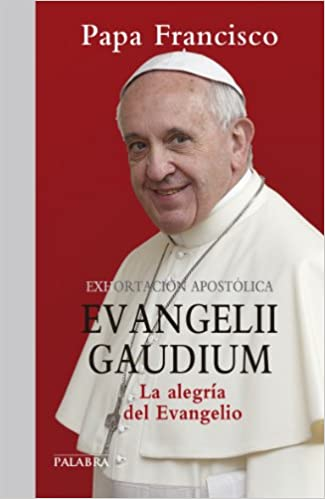 Papa Francisco
EXHORTACIÓN APOSTÓLICA
EVANGELII
GAUDIUM
La alegría
del Evangelio
PALABRA